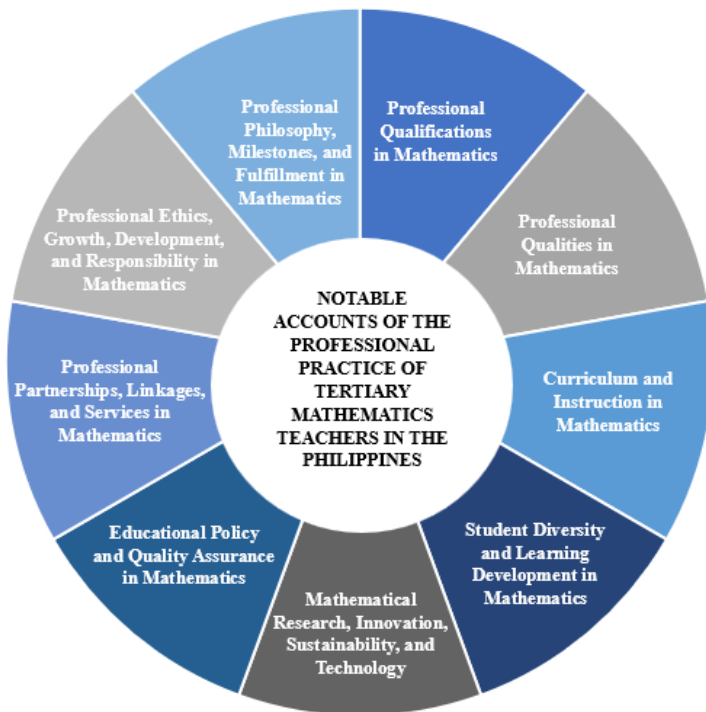 Professional
Philosophy,
Milestones, and
Fulfillment in
Mathematics
Professional
Qualifications
in Mathematics
Professional
Qualities in
Mathematics
Curriculum and
Instruction in
Mathematics
Student Diversity
and Learning
Development in
Mathematics
Mathematical
Research, Innovation,
Sustainability, and
Technology
Educational Policy
and Quality Assurance
in Mathematics
Professional
Partnerships, Linkages,
and Services in
Mathematics
Professional Ethics,
Growth, Development,
and Responsibility in
Mathematics
NOTABLE
ACCOUNTS OF THE
PROFESSIONAL
PRACTICE OF
TERTIARY
MATHEMATICS
TEACHERS IN THE
PHILIPPINES